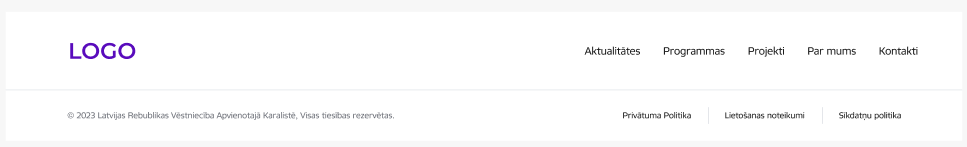 LOGO
Aktualitātes Programmas Projekti Par mums Kontakti
© 2023 Latvijas Rebublikas Vēstniecība Apvienotajā Karalistē, Visas tiesības rezervētas.
Privātuma Politika Lietošanas noteikumi Sīkdatņu politika